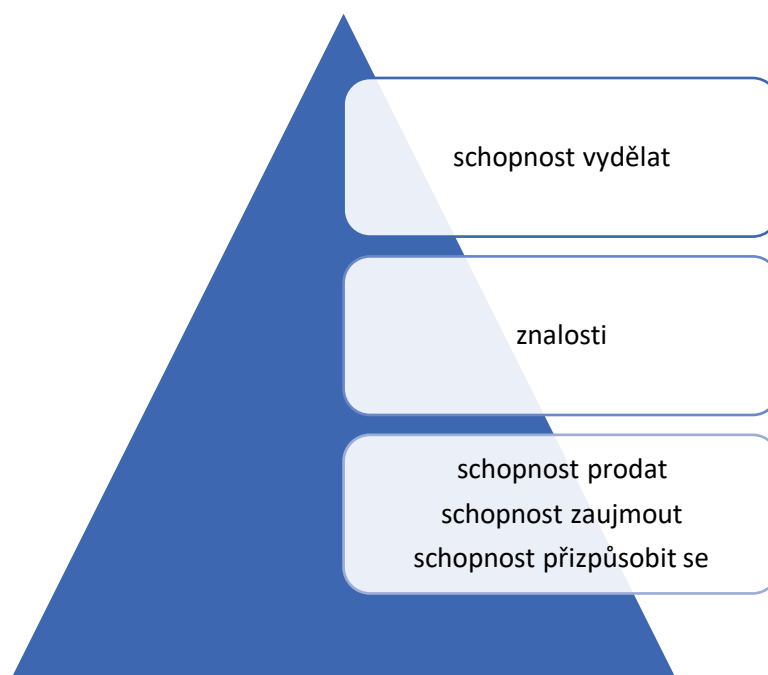 schopnost vydělat
znalosti
schopnost prodat
schopnost zaujmout
schopnost přizpůsobit se